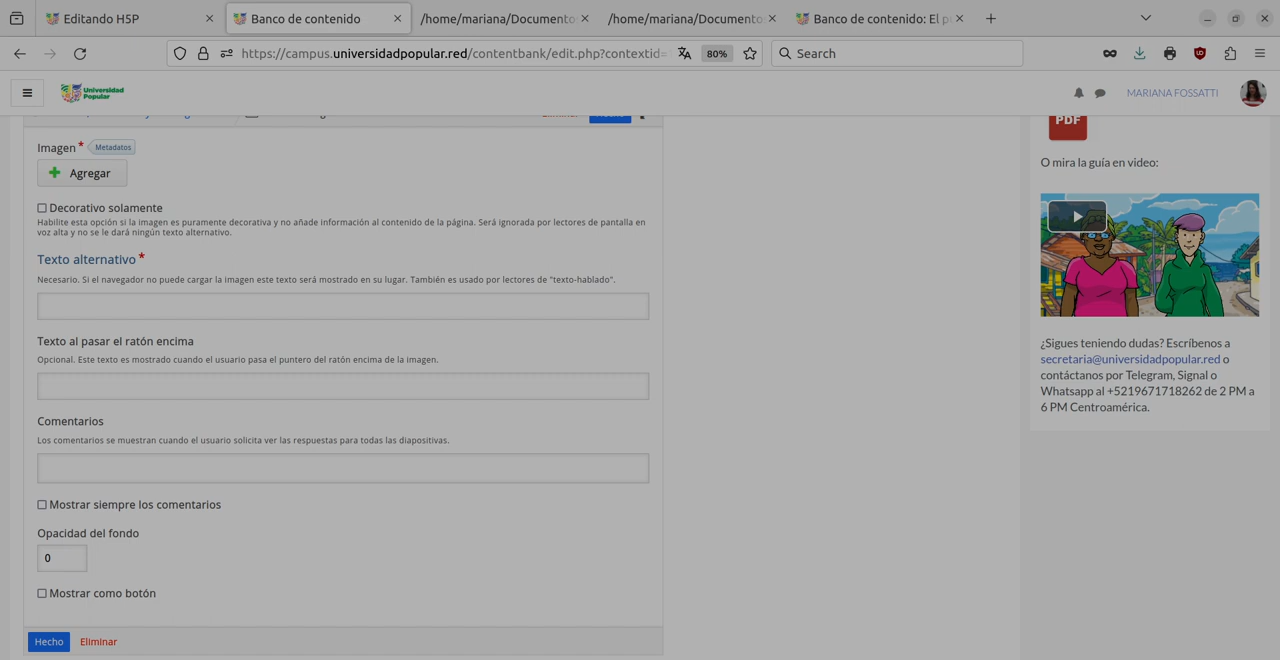 Editando H5P
Banco de contenido
/home/mariana/Documento
/home/mariana/Documento
Banco de contenido: El p
https://campus.universidadpopular.red/contentbank/edit.php?contextid=
80%
Search
Universidad
Popular
MARIANA FOSSATTI
Imagen *
Metadatos
Agregar
Decorativo solamente
Habilite esta opción si la imagen es puramente decorativa y no añade información al contenido de la página. Será ignorada por lectores de pantalla en
voz alta y no se le dará ningún texto alternativo.
Texto alternativo *
Necesario. Si el navegador no puede cargar la imagen este texto será mostrado en su lugar. También es usado por lectores de "texto-hablado".
Texto al pasar el ratón encima
Opcional. Este texto es mostrado cuando el usuario pasa el puntero del ratón encima de la imagen.
Comentarios
Los comentarios se muestran cuando el usuario solicita ver las respuestas para todas las diapositivas.
Mostrar siempre los comentarios
Opacidad del fondo
0
Mostrar como botón
Hecho
Eliminar
PDF
O mira la guía en video:
¿Sigues teniendo dudas? Escríbenos a
secretaria@universidadpopular.red o
contáctanos por Telegram, Signal o
Whatsapp al +5219671718262 de 2 PM a
6 PM Centroamérica.